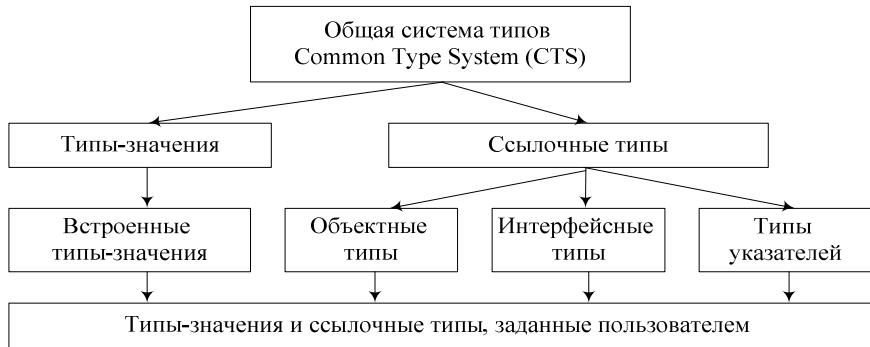 Общая система типов
Common Type System (CTS)
Типы-значения
Ссылочные типы
Встроенные
типы-значения
Объектные
типы
Интерфейсные
типы
Типы
указателей
Типы-значения и ссылочные типы, заданные пользователем